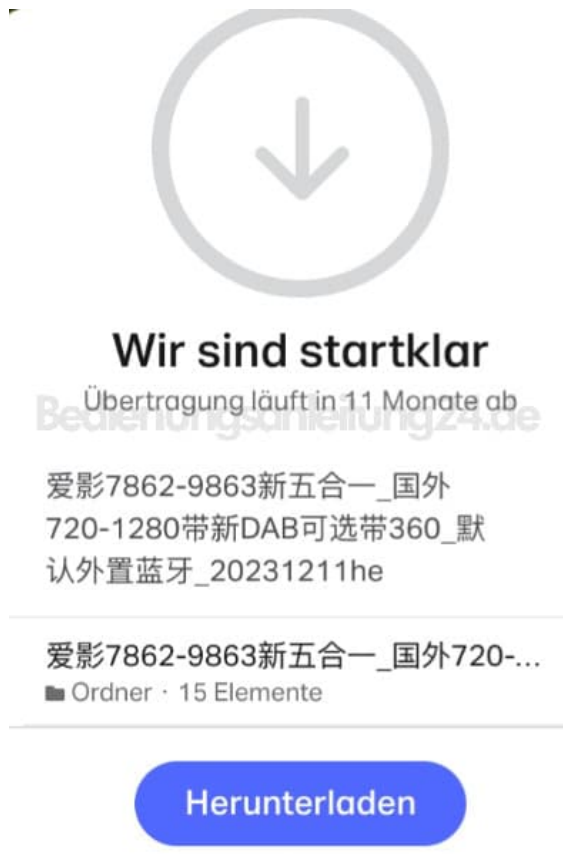 Wir sind startklar
Übertragung läuft in 11 Monate ab
Bedienungsanleitung24.de
爱影7862-9863新五合一_国外
720-1280带新DAB可选带360_默
认外置蓝牙_20231211he
爱影7862-9863新五合一_国外720-...
Ordner · 15 Elemente
Herunterladen